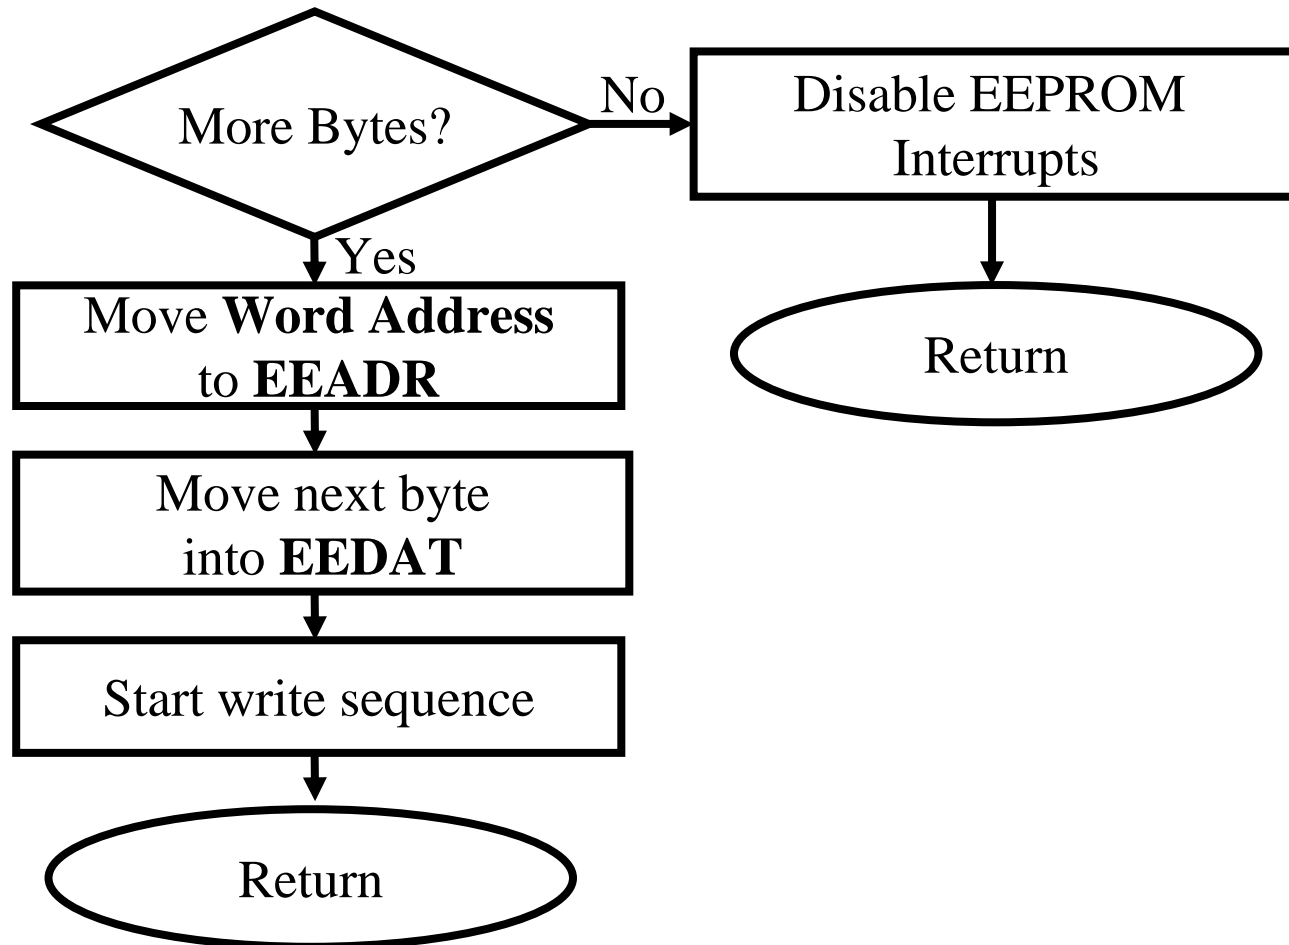 More Bytes?
No
Disable EEPROM
Interrupts
Yes
Move Word Address
to EEADR
Return
Move next byte
into EEDAT
Start write sequence
Return